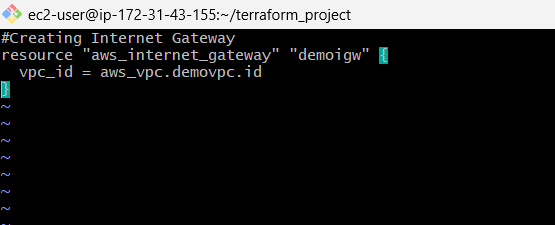 ec2-user@ip-172-31-43-155:~/terraform_project
#Creating Internet Gateway
resource "aws_internet_gateway" "demoigw" {
  vpc_id = aws_vpc.demovpc.id
}
~
~
~
~
~
~
~
~